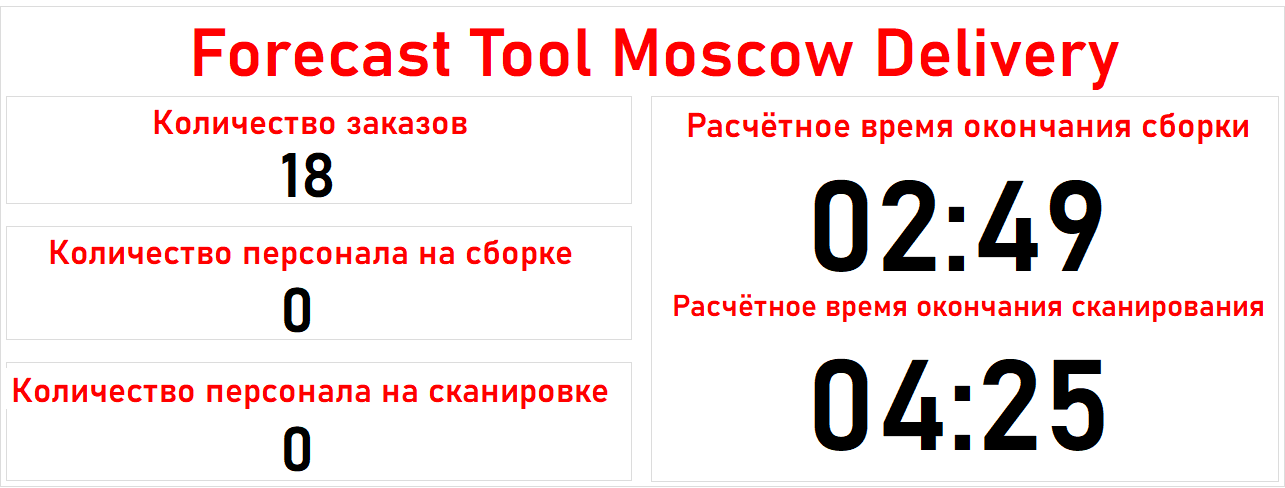 Forecast Tool Moscow Delivery
Количество заказов
18
Количество персонала на сборке
0
Количество персонала на сканировке
0
Расчётное время окончания сборки
02:49
Расчётное время окончания сканирования
04:25